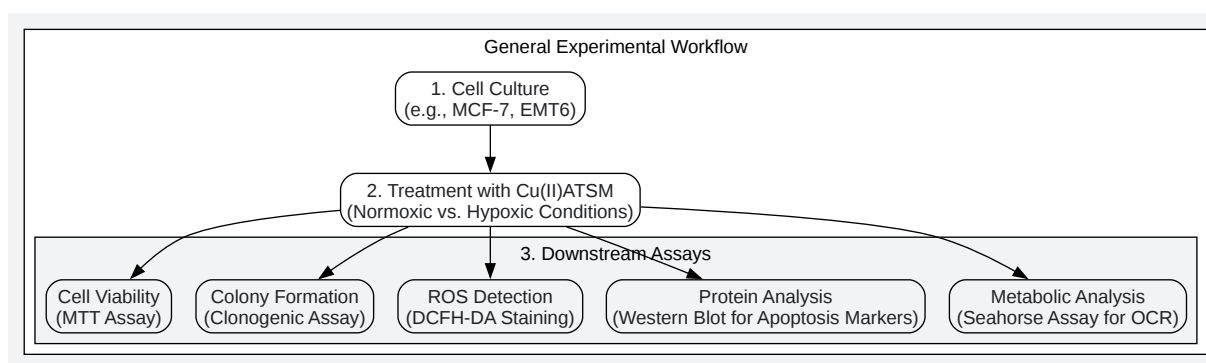 General Experimental Workflow
1. Cell Culture
(e.g., MCF-7, EMT6)
2. Treatment with Cu(II)ATSM
(Normoxic vs. Hypoxic Conditions)
3. Downstream Assays
Cell Viability
(MTT Assay)
Colony Formation
(Clonogenic Assay)
ROS Detection
(DCFH-DA Staining)
Protein Analysis
(Western Blot for Apoptosis Markers)
Metabolic Analysis
(Seahorse Assay for OCR)